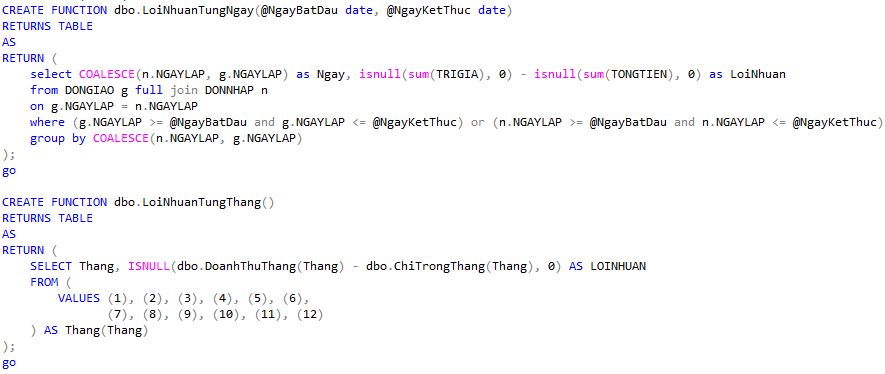 CREATE FUNCTION dbo.LoiNhuanTungNgay(@NgayBatDau date, @NgayKetThuc date)
RETURNS TABLE
AS
RETURN (
    select COALESCE(n.NGAYLAP, g.NGAYLAP) as Ngay, isnull(sum(TRIGIA), 0) - isnull(sum(TONGTIEN), 0) as LoiNhuan
    from DONGIAO g full join DONNHAP n
    on g.NGAYLAP = n.NGAYLAP
    where (g.NGAYLAP >= @NgayBatDau and g.NGAYLAP <= @NgayKetThuc) or (n.NGAYLAP >= @NgayBatDau and n.NGAYLAP <= @NgayKetThuc)
    group by COALESCE(n.NGAYLAP, g.NGAYLAP)
);
go

CREATE FUNCTION dbo.LoiNhuanTungThang()
RETURNS TABLE
AS
RETURN (
    SELECT Thang, ISNULL(dbo.DoanhThuThang(Thang) - dbo.ChiTrongThang(Thang), 0) AS LOINHUAN
    FROM (
        VALUES (1), (2), (3), (4), (5), (6),
               (7), (8), (9), (10), (11), (12)
    ) AS Thang(Thang)
);
go